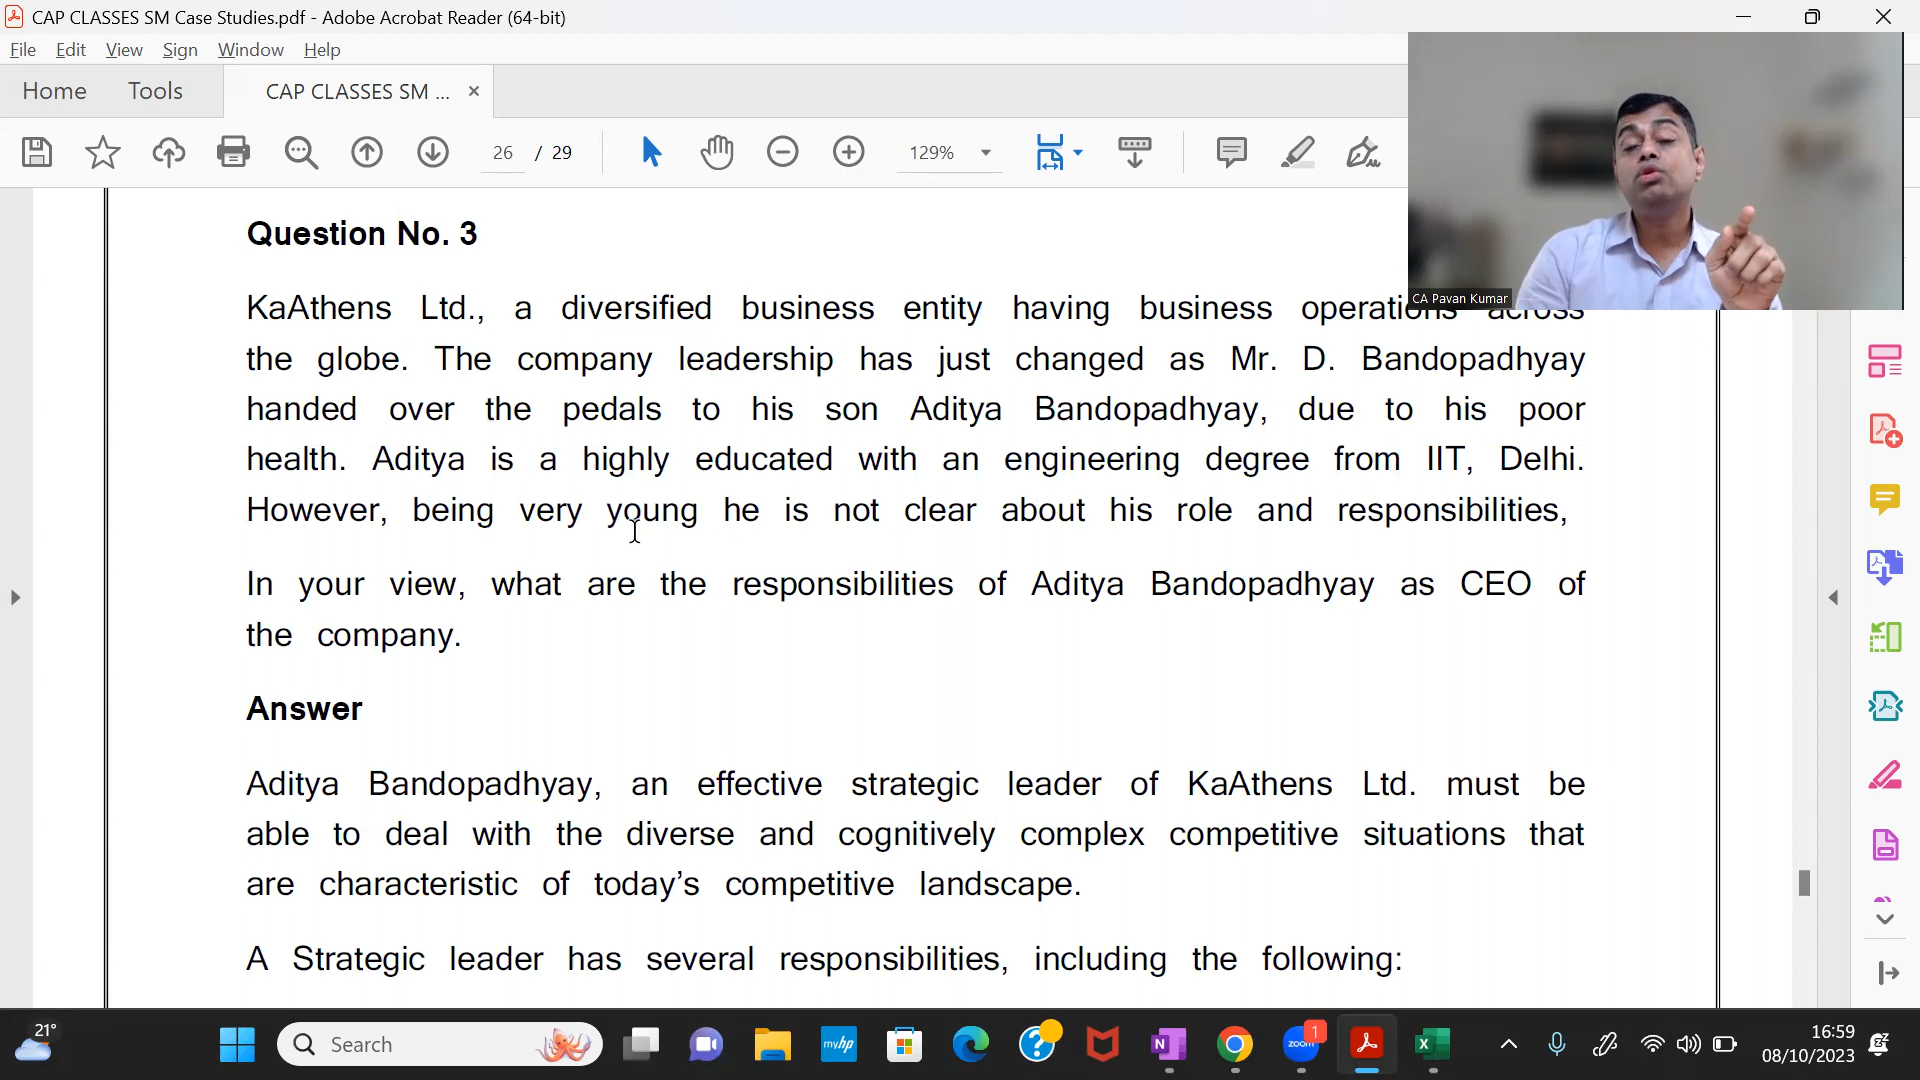 CAP CLASSES SM Case Studies.pdf - Adobe Acrobat Reader (64-bit)
File Edit View Sign Window Help
Home Tools CAP CLASSES SM ... ×
26 / 29 129%
CA Pavan Kumar
Question No. 3
KaAthens Ltd., a diversified business entity having business operations across
the globe. The company leadership has just changed as Mr. D. Bandopadhyay
handed over the pedals to his son Aditya Bandopadhyay, due to his poor
health. Aditya is a highly educated with an engineering degree from IIT, Delhi.
However, being very young he is not clear about his role and responsibilities,
In your view, what are the responsibilities of Aditya Bandopadhyay as CEO of
the company.
Answer
Aditya Bandopadhyay, an effective strategic leader of KaAthens Ltd. must be
able to deal with the diverse and cognitively complex competitive situations that
are characteristic of today's competitive landscape.
A Strategic leader has several responsibilities, including the following:
21° Search myhp zoom 1 16:59
08/10/2023